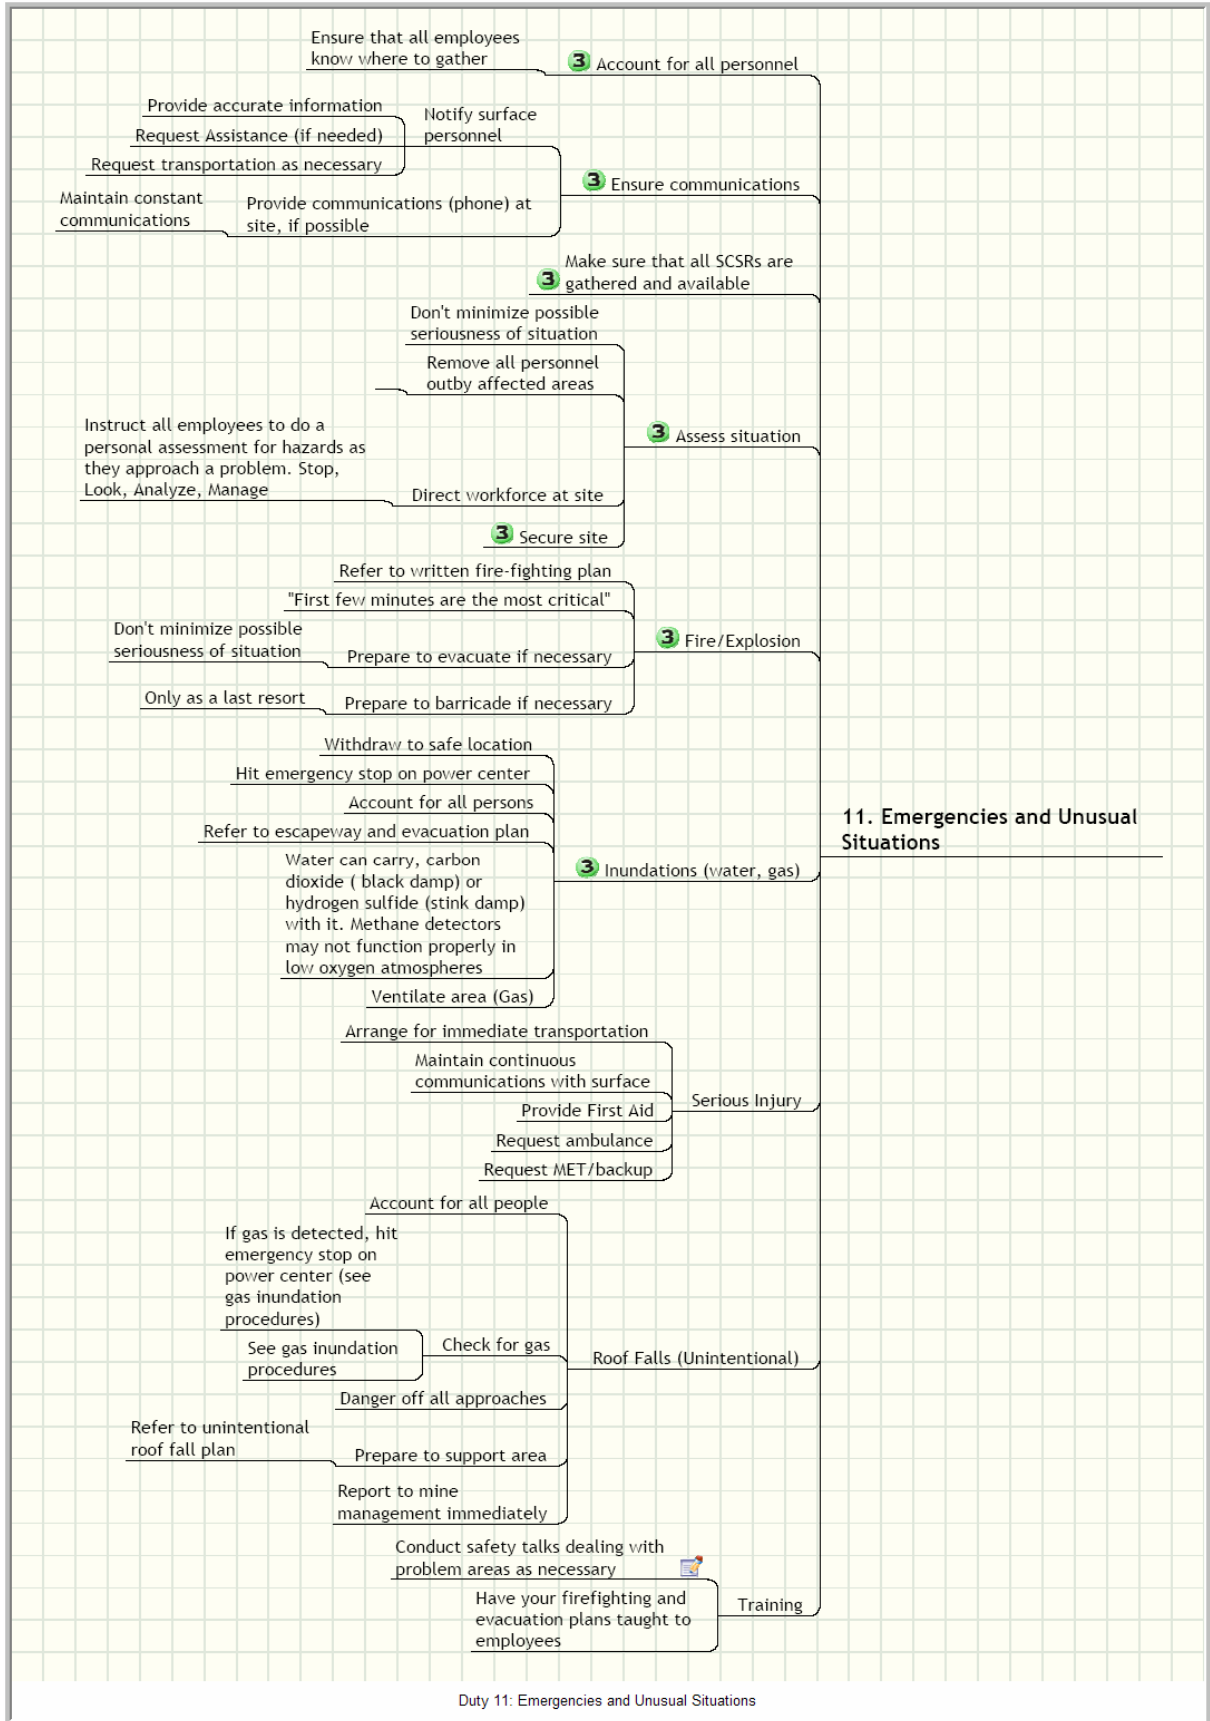 Ensure that all employees
know where to gather
3 Account for all personnel
Provide accurate information
Request Assistance (if needed)
Request transportation as necessary
Notify surface
personnel
Maintain constant
communications
Provide communications (phone) at
site, if possible
3 Ensure communications
Make sure that all SCSRs are
3 gathered and available
Don't minimize possible
seriousness of situation
Remove all personnel
outby affected areas
Instruct all employees to do a
personal assessment for hazards as
they approach a problem. Stop,
Look, Analyze, Manage
Direct workforce at site
3 Secure site
3 Assess situation
Refer to written fire-fighting plan
"First few minutes are the most critical"
Don't minimize possible
seriousness of situation
Prepare to evacuate if necessary
Only as a last resort
Prepare to barricade if necessary
3 Fire/Explosion
Withdraw to safe location
Hit emergency stop on power center
Account for all persons
Refer to escapeway and evacuation plan
Water can carry, carbon
dioxide ( black damp) or
hydrogen sulfide (stink damp)
with it. Methane detectors
may not function properly in
low oxygen atmospheres
Ventilate area (Gas)
3 Inundations (water, gas)
11. Emergencies and Unusual
Situations
Arrange for immediate transportation
Maintain continuous
communications with surface
Provide First Aid
Request ambulance
Request MET/backup
Serious Injury
Account for all people
If gas is detected, hit
emergency stop on
power center (see
gas inundation
procedures)
See gas inundation
procedures
Check for gas
Danger off all approaches
Refer to unintentional
roof fall plan
Prepare to support area
Report to mine
management immediately
Roof Falls (Unintentional)
Conduct safety talks dealing with
problem areas as necessary
Have your firefighting and
evacuation plans taught to
employees
Training
Duty 11: Emergencies and Unusual Situations